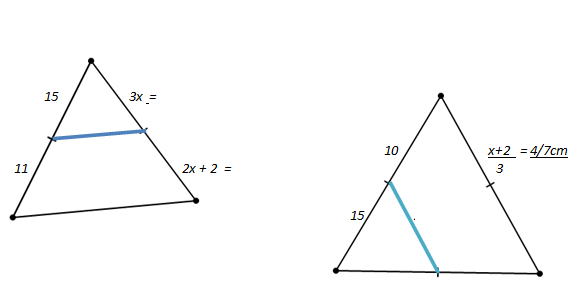 15
3x =
11
2x + 2 =
10
x+2 = 4/7cm
3
15